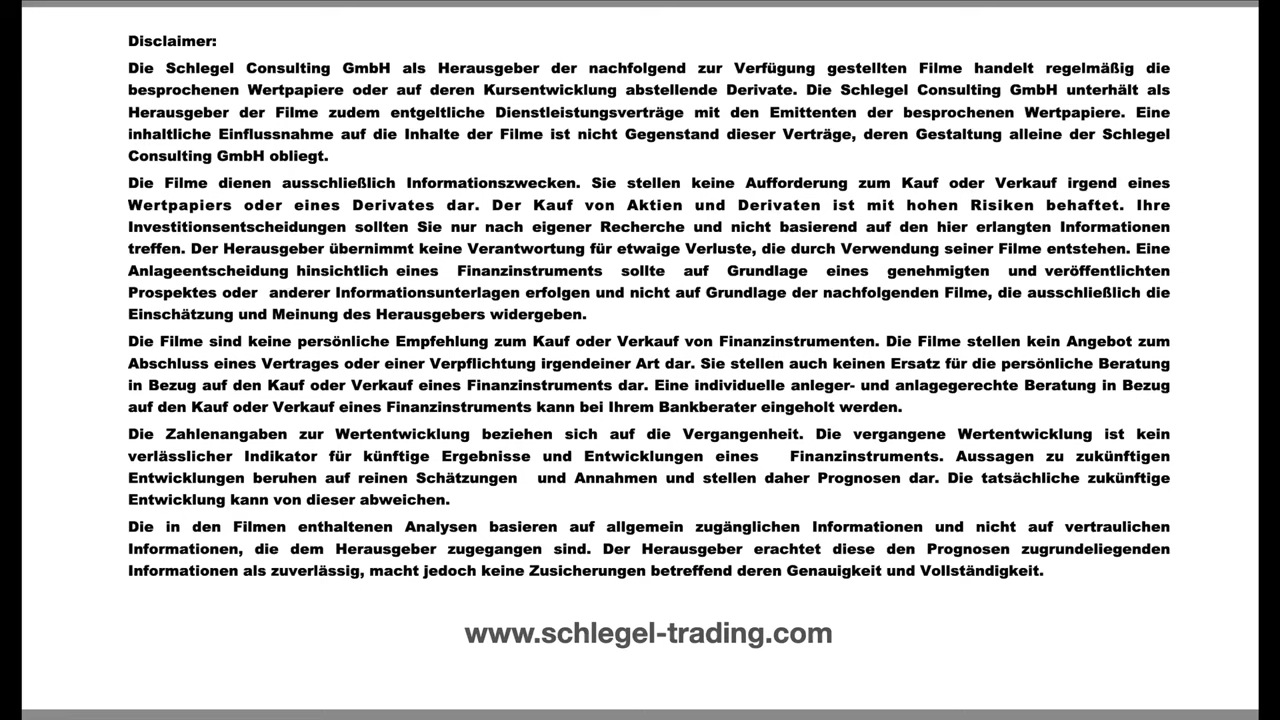 Disclaimer:
Die Schlegel Consulting GmbH als Herausgeber der nachfolgend zur Verfügung gestellten Filme handelt regelmäßig die
besprochenen Wertpapiere oder auf deren Kursentwicklung abstellende Derivate. Die Schlegel Consulting GmbH unterhält als
Herausgeber der Filme zudem entgeltliche Dienstleistungsverträge mit den Emittenten der besprochenen Wertpapiere. Eine
inhaltliche Einflussnahme auf die Inhalte der Filme ist nicht Gegenstand dieser Verträge, deren Gestaltung alleine der Schlegel
Consulting GmbH obliegt.
Die Filme dienen ausschließlich Informationszwecken. Sie stellen keine Aufforderung zum Kauf oder Verkauf irgend eines
Wertpapiers oder eines Derivates dar. Der Kauf von Aktien und Derivaten ist mit hohen Risiken behaftet. Ihre
Investitionsentscheidungen sollten Sie nur nach eigener Recherche und nicht basierend auf den hier erlangten Informationen
treffen. Der Herausgeber übernimmt keine Verantwortung für etwaige Verluste, die durch Verwendung seiner Filme entstehen. Eine
Anlageentscheidung hinsichtlich eines Finanzinstruments sollte auf Grundlage eines genehmigten und veröffentlichten
Prospektes oder anderer Informationsunterlagen erfolgen und nicht auf Grundlage der nachfolgenden Filme, die ausschließlich die
Einschätzung und Meinung des Herausgebers widergeben.
Die Filme sind keine persönliche Empfehlung zum Kauf oder Verkauf von Finanzinstrumenten. Die Filme stellen kein Angebot zum
Abschluss eines Vertrages oder einer Verpflichtung irgendeiner Art dar. Sie stellen auch keinen Ersatz für die persönliche Beratung
in Bezug auf den Kauf oder Verkauf eines Finanzinstruments dar. Eine individuelle anleger- und anlagegerechte Beratung in Bezug
auf den Kauf oder Verkauf eines Finanzinstruments kann bei Ihrem Bankberater eingeholt werden.
Die Zahlenangaben zur Wertentwicklung beziehen sich auf die Vergangenheit. Die vergangene Wertentwicklung ist kein
verlässlicher Indikator für künftige Ergebnisse und Entwicklungen eines Finanzinstruments. Aussagen zu zukünftigen
Entwicklungen beruhen auf reinen Schätzungen und Annahmen und stellen daher Prognosen dar. Die tatsächliche zukünftige
Entwicklung kann von dieser abweichen.
Die in den Filmen enthaltenen Analysen basieren auf allgemein zugänglichen Informationen und nicht auf vertraulichen
Informationen, die dem Herausgeber zugegangen sind. Der Herausgeber erachtet diese den Prognosen zugrundeliegenden
Informationen als zuverlässig, macht jedoch keine Zusicherungen betreffend deren Genauigkeit und Vollständigkeit.
www.schlegel-trading.com